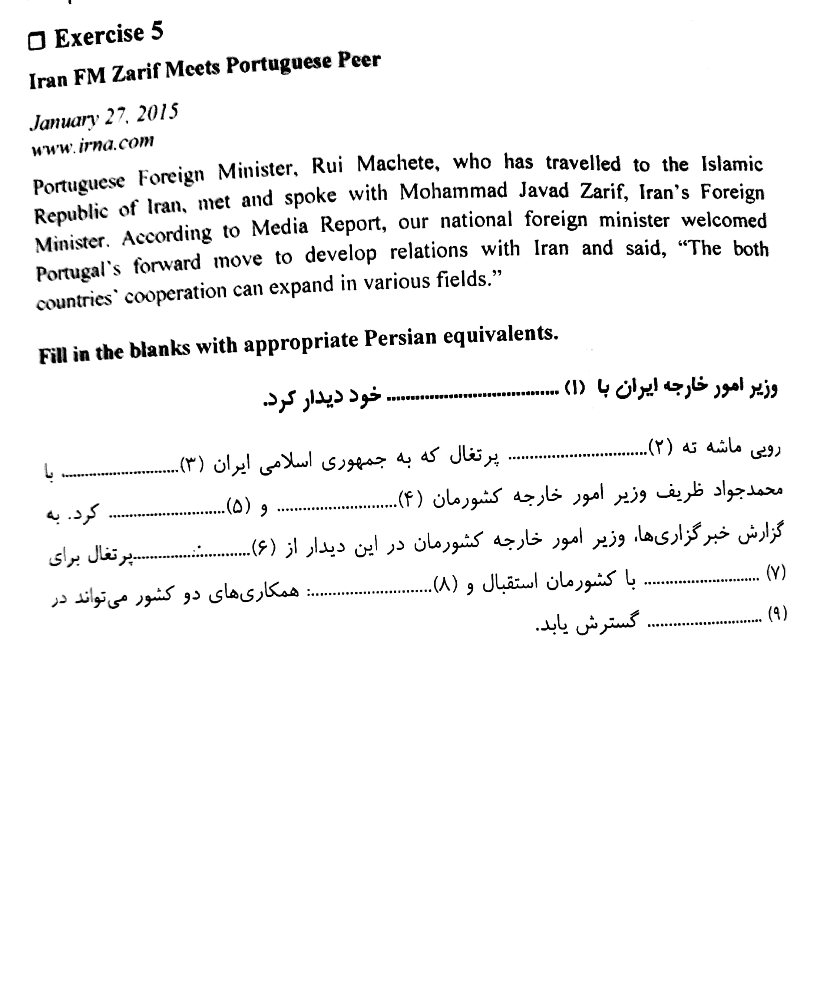 ❒ Exercise 5
Iran FM Zarif Meets Portuguese Peer
January 27, 2015
www.irna.com
Portuguese Foreign Minister, Rui Machete, who has travelled to the Islamic
Republic of Iran, met and spoke with Mohammad Javad Zarif, Iran's Foreign
Minister. According to Media Report, our national foreign minister welcomed
Portugal's forward move to develop relations with Iran and said, “The both
countries' cooperation can expand in various fields.”
Fill in the blanks with appropriate Persian equivalents.
وزیر امور خارجه ایران با (۱) .................................... خود دیدار کرد.
رویی ماشه ته (۲)................................ پرتغال که به جمهوری اسلامی ایران (۳)........................... با
محمدجواد ظریف وزیر امور خارجه کشورمان (۴)............................ و (۵)........................... کرد. به
گزارش خبرگزاری‌ها، وزیر امور خارجه کشورمان در این دیدار از (۶)...........................پرتغال برای
(۷) ........................... با کشورمان استقبال و (۸)............................: همکاری‌های دو کشور می‌تواند در
(۹) ........................... گسترش یابد.